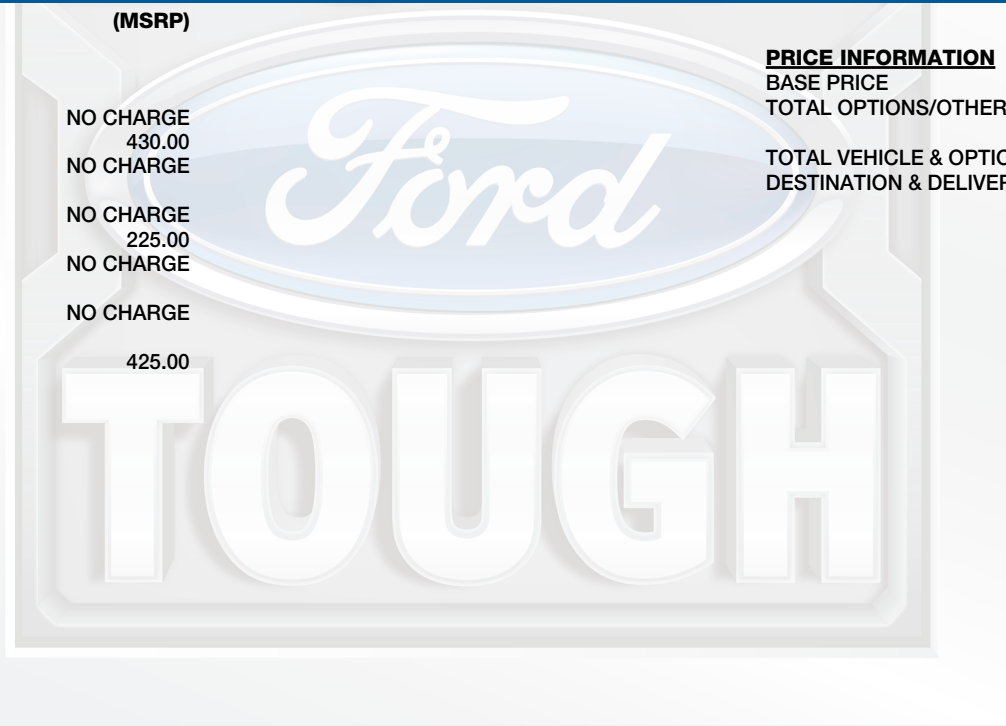 (MSRP)
NO CHARGE
430.00
NO CHARGE
NO CHARGE
225.00
NO CHARGE
NO CHARGE
425.00
PRICE INFORMATION
BASE PRICE
TOTAL OPTIONS/OTHER
TOTAL VEHICLE & OPTIO
DESTINATION & DELIVER
Ford
TOUGH